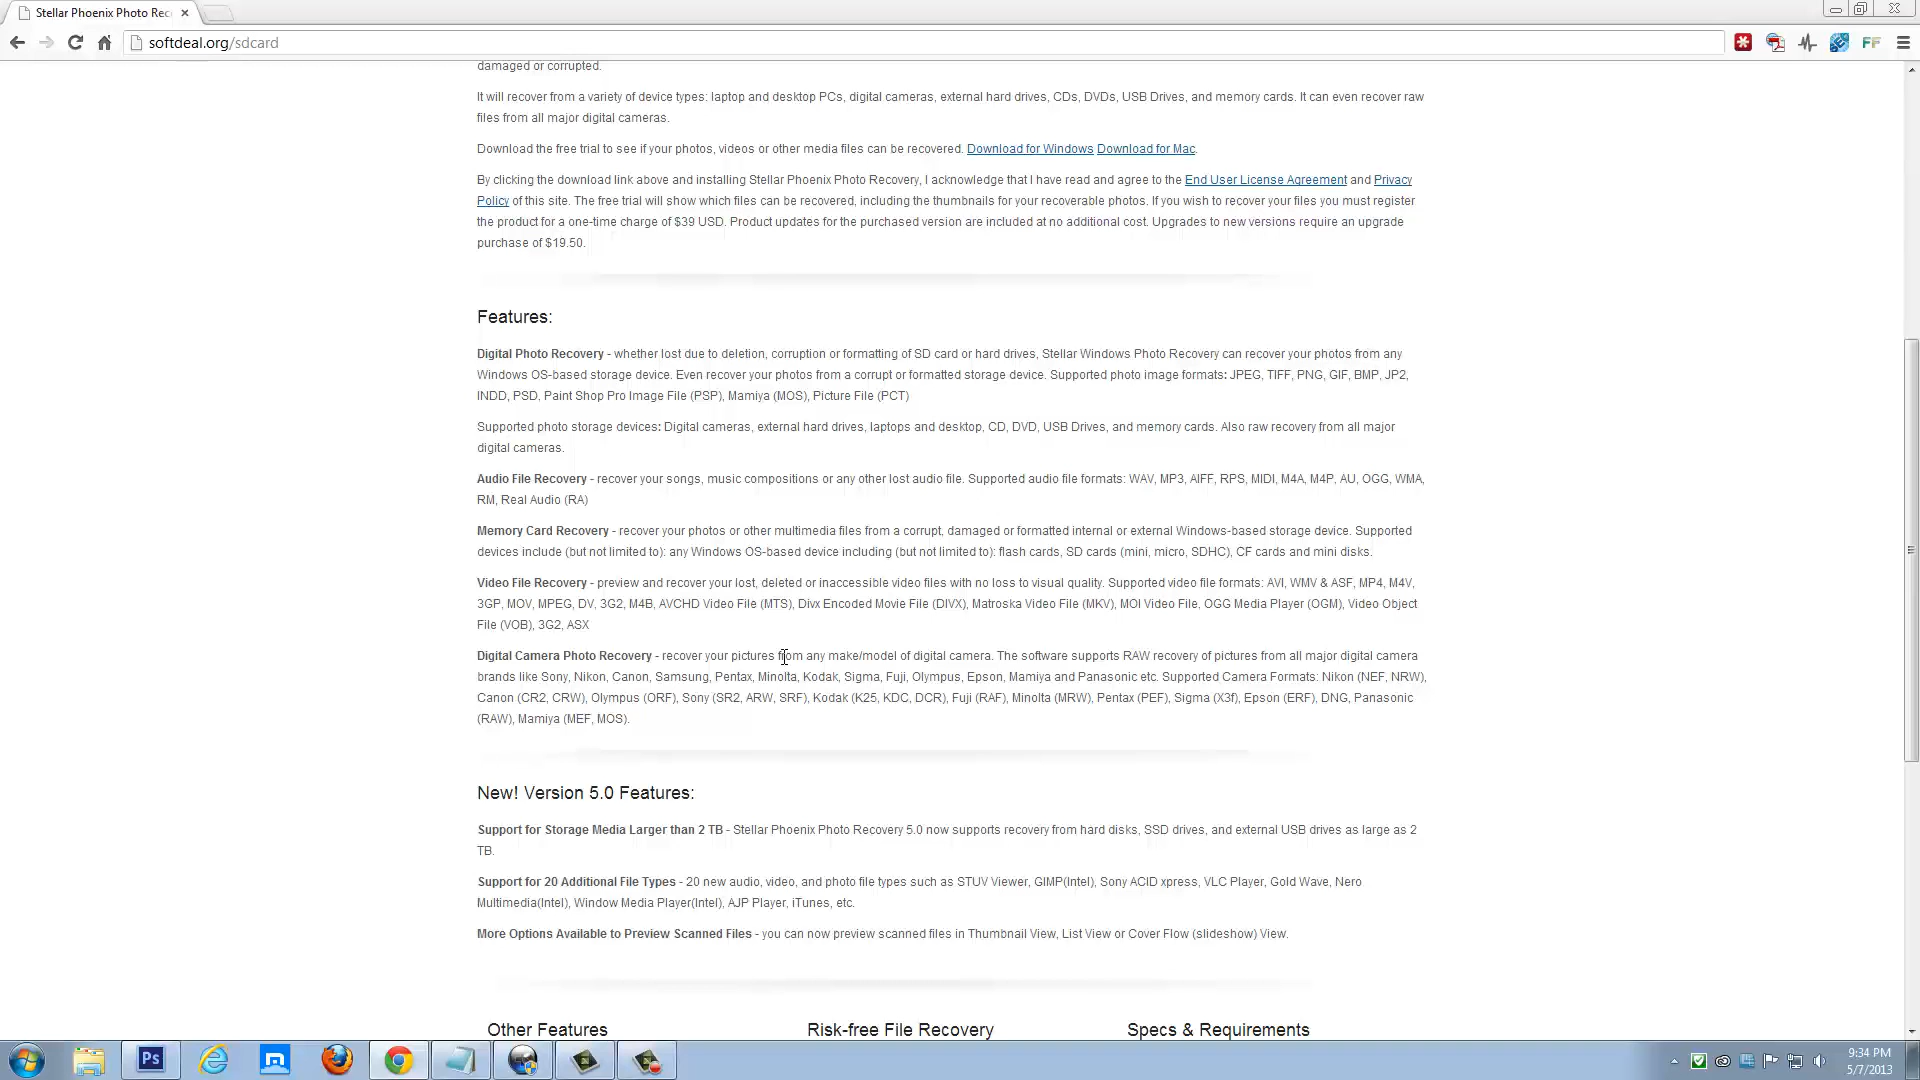 Stellar Phoenix Photo Rec
softdeal.org/sdcard
FF
damaged or corrupted.
It will recover from a variety of device types: laptop and desktop PCs, digital cameras, external hard drives, CDs, DVDs, USB Drives, and memory cards. It can even recover raw
files from all major digital cameras.
Download the free trial to see if your photos, videos or other media files can be recovered. Download for Windows Download for Mac.
By clicking the download link above and installing Stellar Phoenix Photo Recovery, I acknowledge that I have read and agree to the End User License Agreement and Privacy
Policy of this site. The free trial will show which files can be recovered, including the thumbnails for your recoverable photos. If you wish to recover your files you must register
the product for a one-time charge of $39 USD. Product updates for the purchased version are included at no additional cost. Upgrades to new versions require an upgrade
purchase of $19.50.
Features:
Digital Photo Recovery - whether lost due to deletion, corruption or formatting of SD card or hard drives, Stellar Windows Photo Recovery can recover your photos from any
Windows OS-based storage device. Even recover your photos from a corrupt or formatted storage device. Supported photo image formats: JPEG, TIFF, PNG, GIF, BMP, JP2,
INDD, PSD, Paint Shop Pro Image File (PSP), Mamiya (MOS), Picture File (PCT)
Supported photo storage devices: Digital cameras, external hard drives, laptops and desktop, CD, DVD, USB Drives, and memory cards. Also raw recovery from all major
digital cameras.
Audio File Recovery - recover your songs, music compositions or any other lost audio file. Supported audio file formats: WAV, MP3, AIFF, RPS, MIDI, M4A, M4P, AU, OGG, WMA,
RM, Real Audio (RA)
Memory Card Recovery - recover your photos or other multimedia files from a corrupt, damaged or formatted internal or external Windows-based storage device. Supported
devices include (but not limited to): any Windows OS-based device including (but not limited to): flash cards, SD cards (mini, micro, SDHC), CF cards and mini disks.
Video File Recovery - preview and recover your lost, deleted or inaccessible video files with no loss to visual quality. Supported video file formats: AVI, WMV & ASF, MP4, M4V,
3GP, MOV, MPEG, DV, 3G2, M4B, AVCHD Video File (MTS), Divx Encoded Movie File (DIVX), Matroska Video File (MKV), MOI Video File, OGG Media Player (OGM), Video Object
File (VOB), 3G2, ASX
Digital Camera Photo Recovery - recover your pictures from any make/model of digital camera. The software supports RAW recovery of pictures from all major digital camera
brands like Sony, Nikon, Canon, Samsung, Pentax, Minolta, Kodak, Sigma, Fuji, Olympus, Epson, Mamiya and Panasonic etc. Supported Camera Formats: Nikon (NEF, NRW),
Canon (CR2, CRW), Olympus (ORF), Sony (SR2, ARW, SRF), Kodak (K25, KDC, DCR), Fuji (RAF), Minolta (MRW), Pentax (PEF), Sigma (X3f), Epson (ERF), DNG, Panasonic
(RAW), Mamiya (MEF, MOS).
New! Version 5.0 Features:
Support for Storage Media Larger than 2 TB - Stellar Phoenix Photo Recovery 5.0 now supports recovery from hard disks, SSD drives, and external USB drives as large as 2
TB.
Support for 20 Additional File Types - 20 new audio, video, and photo file types such as STUV Viewer, GIMP(Intel), Sony ACID xpress, VLC Player, Gold Wave, Nero
Multimedia(Intel), Window Media Player(Intel), AJP Player, iTunes, etc.
More Options Available to Preview Scanned Files - you can now preview scanned files in Thumbnail View, List View or Cover Flow (slideshow) View.
Other Features Risk-free File Recovery Specs & Requirements
Ps
9:34 PM
5/7/2013